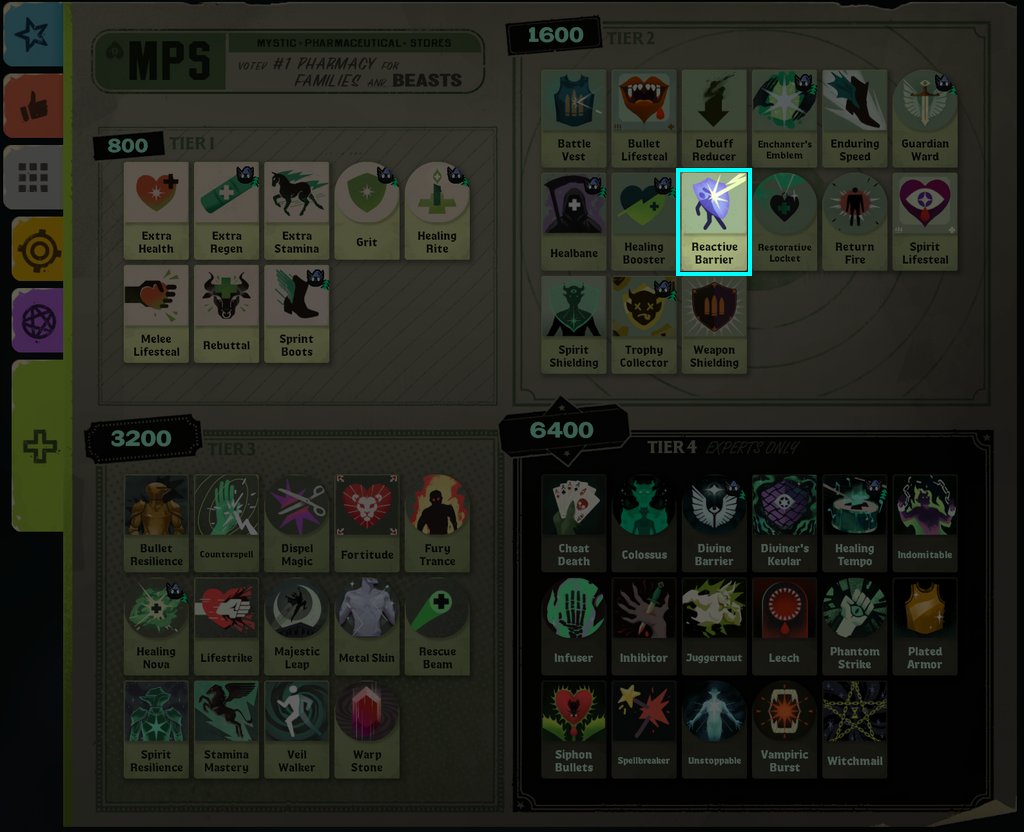 MPS
MYSTIC • PHARMACEUTICAL • STORES
VOTED #1 PHARMACY FOR
FAMILIES AND BEASTS
800 TIER 1
Extra
Health
Extra
Regen
Extra
Stamina
Grit
Healing
Rite
Melee
Lifesteal
Rebuttal
Sprint
Boots
1600 TIER 2
Battle
Vest
Bullet
Lifesteal
Debuff
Reducer
Enchanter's
Emblem
Enduring
Speed
Guardian
Ward
Healbane
Healing
Booster
Reactive
Barrier
Restorative
Locket
Return
Fire
Spirit
Lifesteal
Spirit
Shielding
Trophy
Collector
Weapon
Shielding
3200 TIER 3
Bullet
Resilience
Counterspell
Dispel
Magic
Fortitude
Fury
Trance
Healing
Nova
Lifestrike
Majestic
Leap
Metal Skin
Rescue
Beam
Spirit
Resilience
Stamina
Mastery
Veil
Walker
Warp
Stone
6400 TIER 4 EXPERTS ONLY
Cheat
Death
Colossus
Divine
Barrier
Diviner's
Kevlar
Healing
Tempo
Indomitable
Infuser
Inhibitor
Juggernaut
Leech
Phantom
Strike
Plated
Armor
Siphon
Bullets
Spellbreaker
Unstoppable
Vampiric
Burst
Witchmail